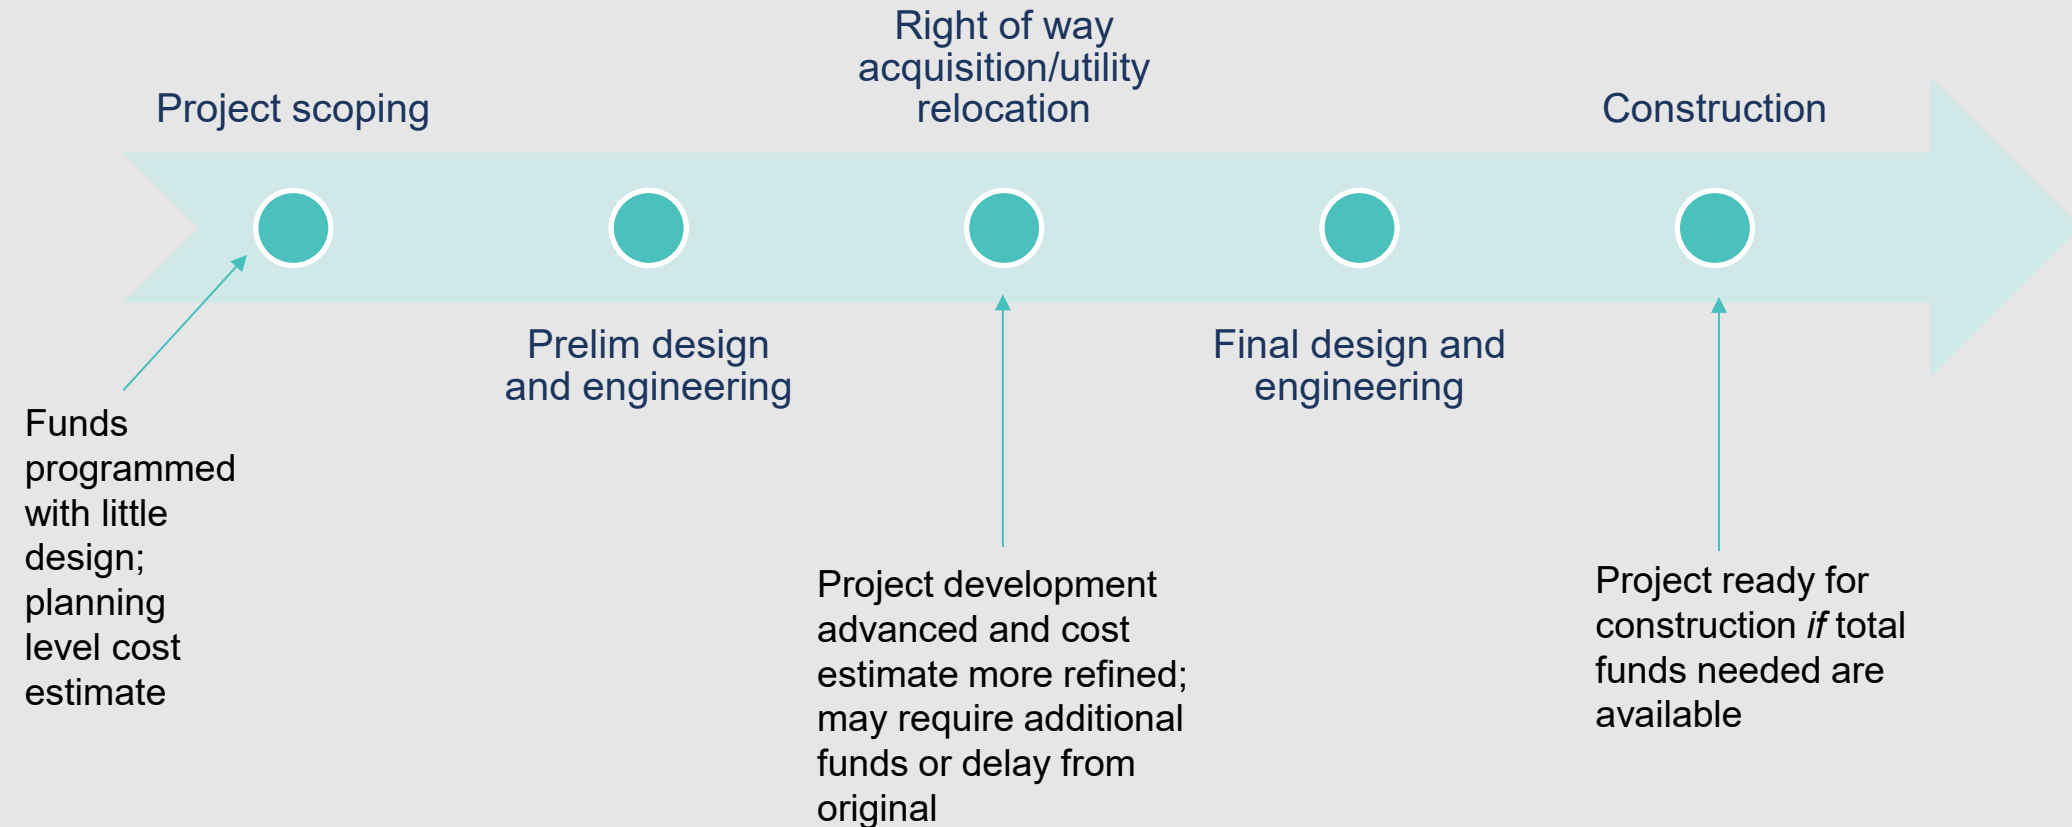 Project scoping
Right of way
acquisition/utility
relocation
Construction
Prelim design
and engineering
Final design and
engineering
Funds
programmed
with little
design;
planning
level cost
estimate
Project development
advanced and cost
estimate more refined;
may require additional
funds or delay from
original
Project ready for
construction if total
funds needed are
available